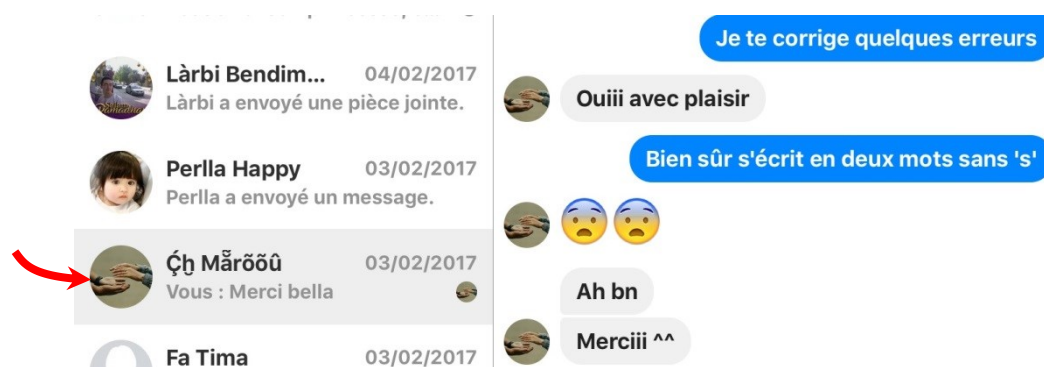 Làrbi Bendim... 04/02/2017
Làrbi a envoyé une pièce jointe.
Perlla Happy 03/02/2017
Perlla a envoyé un message.
Ḉẖ Mẫrõõû 03/02/2017
Vous : Merci bella
Fa Tima 03/02/2017
Je te corrige quelques erreurs
Ouiii avec plaisir
Bien sûr s'écrit en deux mots sans 's'
Ah bn
Merciii ^^